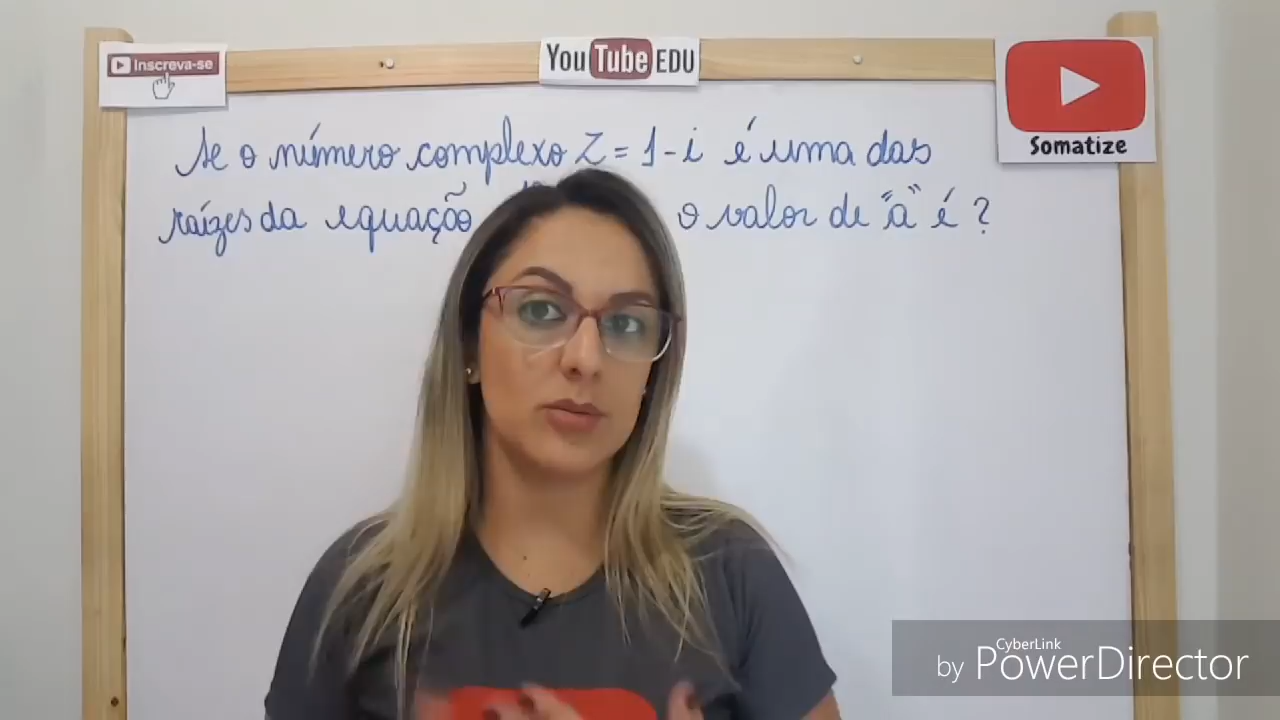 Inscreva-se
YouTube EDU
Somatize
Se o número complexo Z = 1 - i é uma das
raízes da equação o valor de "a" é ?
CyberLink
by PowerDirector